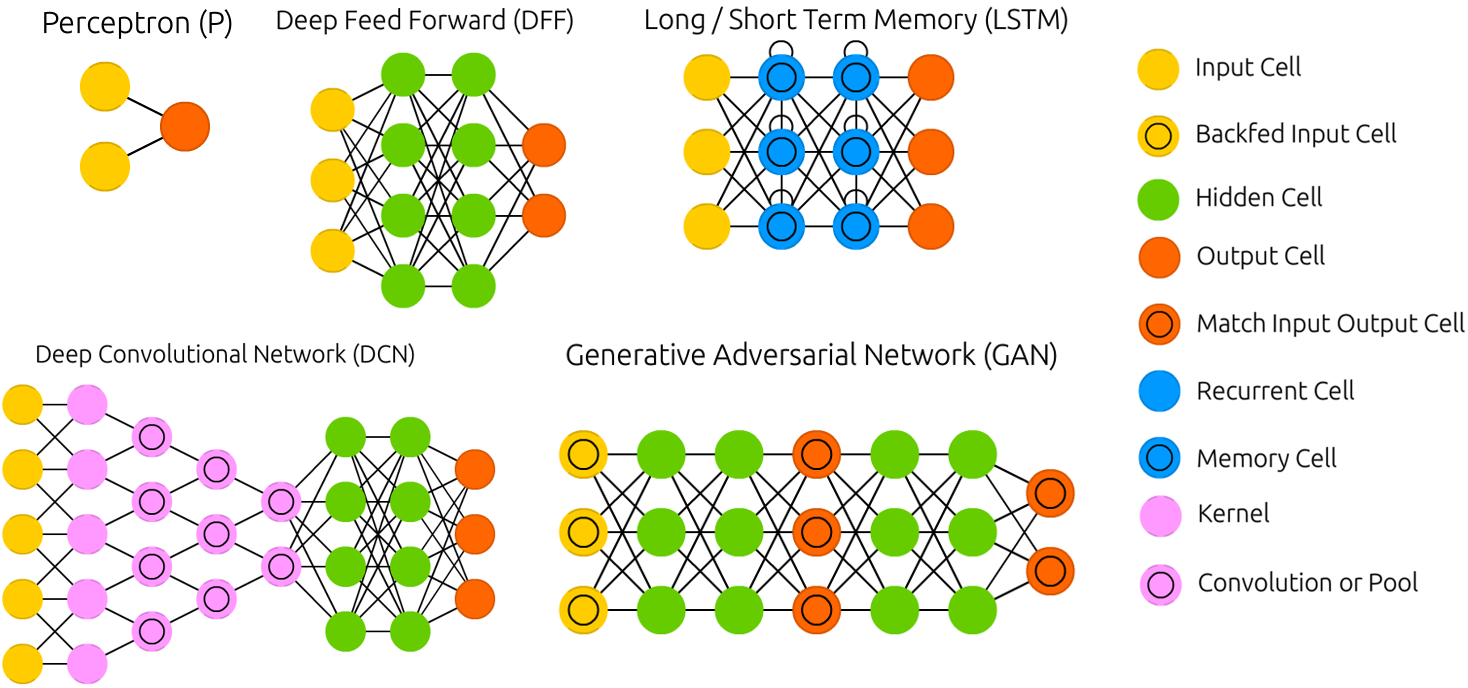 Perceptron (P)
Deep Feed Forward (DFF)
Long / Short Term Memory (LSTM)
Input Cell
Backfed Input Cell
Hidden Cell
Output Cell
Match Input Output Cell
Recurrent Cell
Memory Cell
Kernel
Convolution or Pool
Deep Convolutional Network (DCN)
Generative Adversarial Network (GAN)